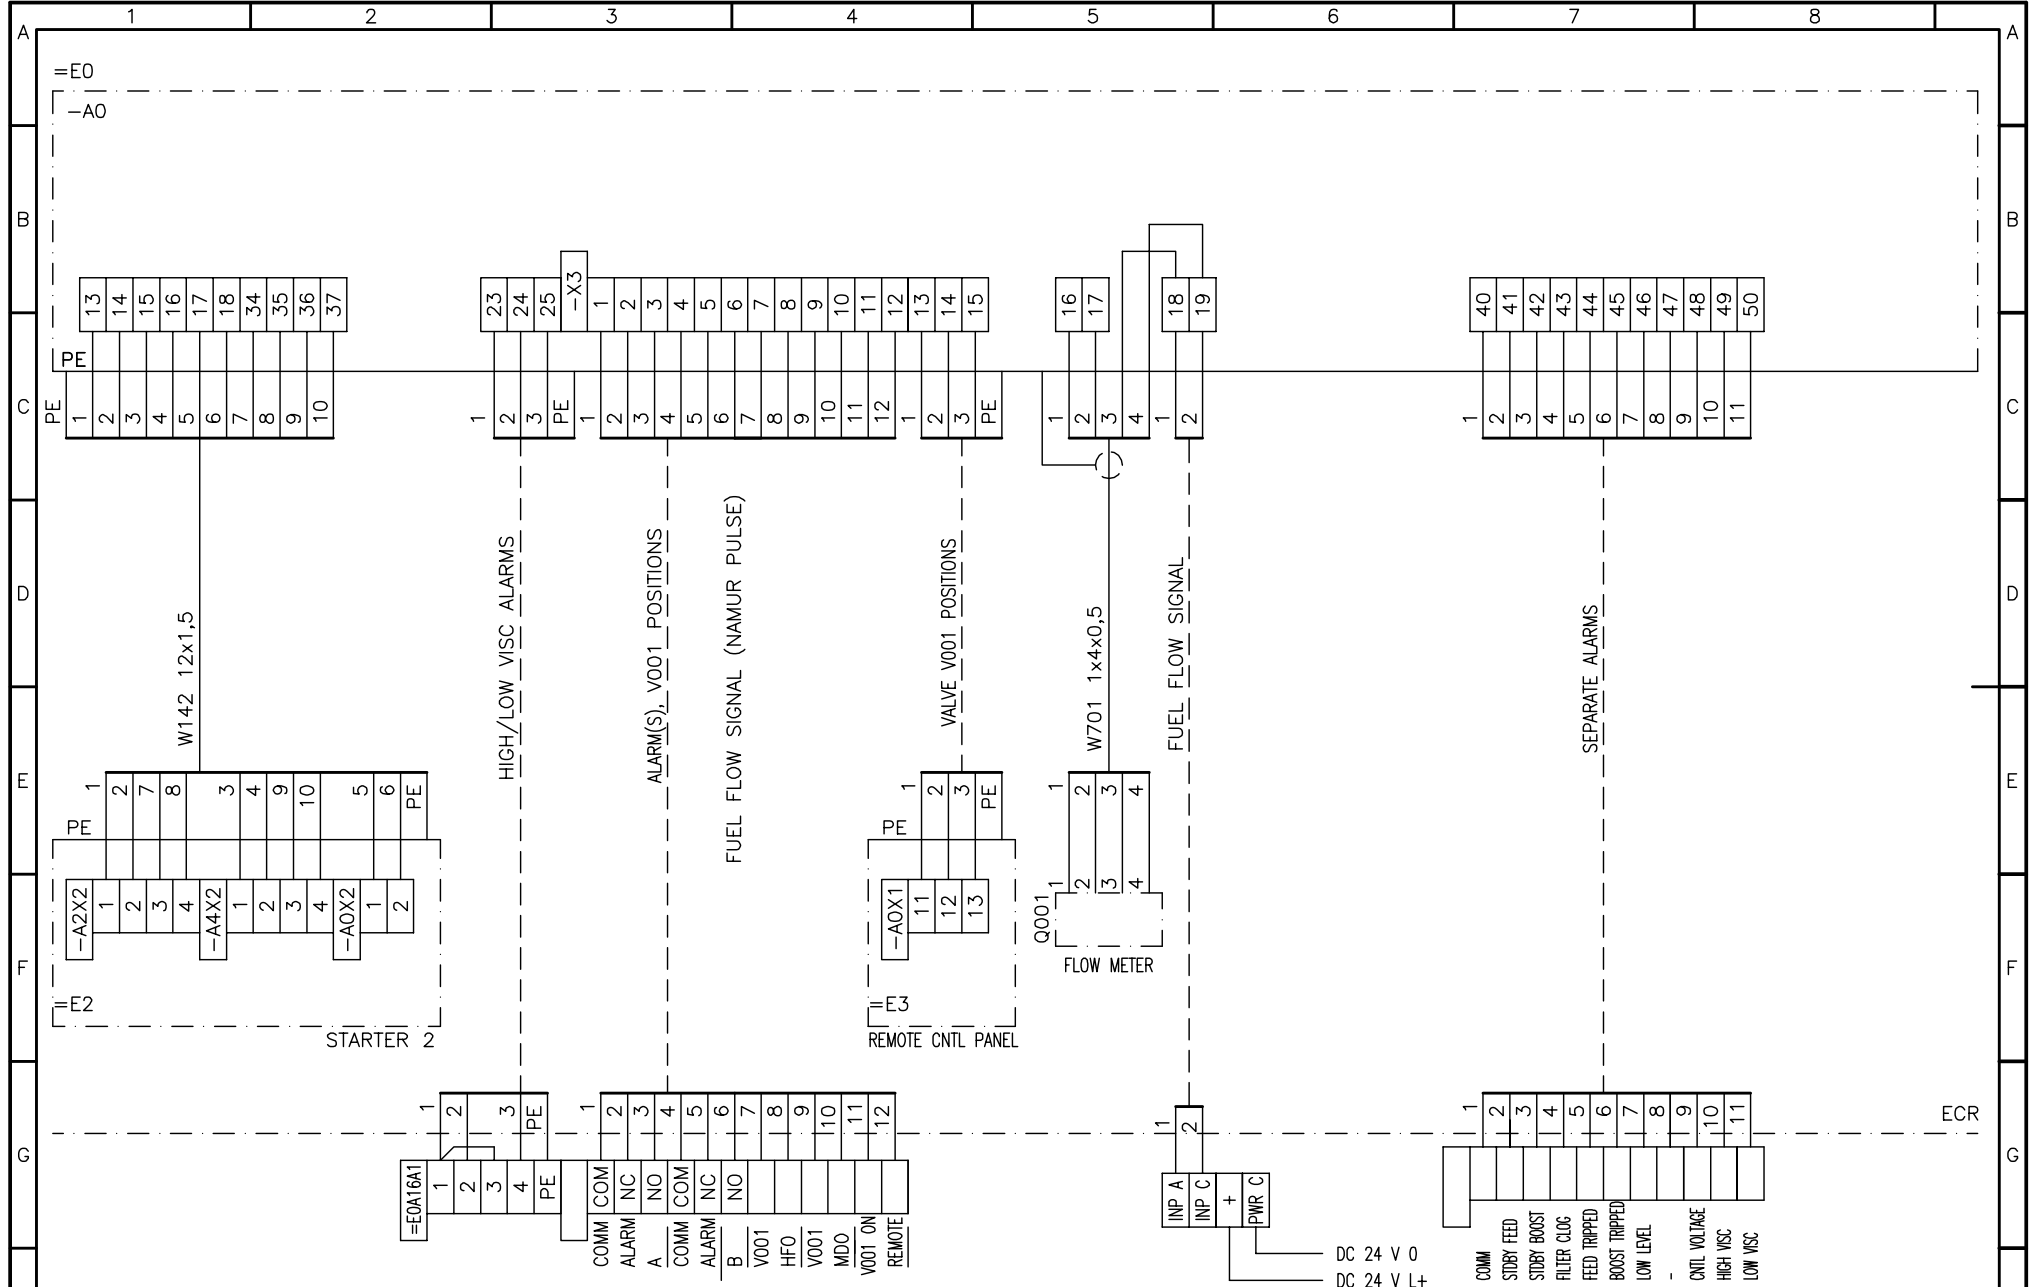 1 2 3 4 5 6 7 8
A A
=E0
-A0
B B
13 14 15 16 17 18 34 35 36 37
23 24 25 -X3 1 2 3 4 5 6 7 8 9 10 11 12 13 14 15
16 17 18 19
40 41 42 43 44 45 46 47 48 49 50
PE
C C
PE 1 2 3 4 5 6 7 8 9 10
1 2 3 PE
1 2 3 4 5 6 7 8 9 10 11 12
1 2 3 PE
1 2 3 4
1 2
1 2 3 4 5 6 7 8 9 10 11
D D
W142 12x1,5
HIGH/LOW VISC ALARMS
ALARM(S), V001 POSITIONS
FUEL FLOW SIGNAL (NAMUR PULSE)
VALVE V001 POSITIONS
W701 1x4x0,5
FUEL FLOW SIGNAL
SEPARATE ALARMS
E E
1 2 7 8 3 4 9 10 5 6 PE
PE
-A2X2 1 2 3 4 -A4X2 1 2 3 4 -A0X2 1 2
=E2
STARTER 2
1 2 3 PE
PE
-A0X1 11 12 13
=E3
REMOTE CNTL PANEL
1 2 3 4
1 2 3 4
Q001
FLOW METER
F F
G G
ECR
1 2 3 PE
=E0A16A1 1 2 3 4 PE
1 2 3 4 5 6 7 8 9 10 11 12
COM NC NO COM NC NO
COMM
ALARM
A
COMM
ALARM
B
V001
HFO
V001
MDO
V001 ON
REMOTE
1 2
INP A INP C + PWR C
DC 24 V 0
DC 24 V L+
1 2 3 4 5 6 7 8 9 10 11
COMM
STDBY FEED
STDBY BOOST
FILTER CLOG
FEED TRIPPED
BOOST TRIPPED
LOW LEVEL
-
CNTL VOLTAGE
HIGH VISC
LOW VISC